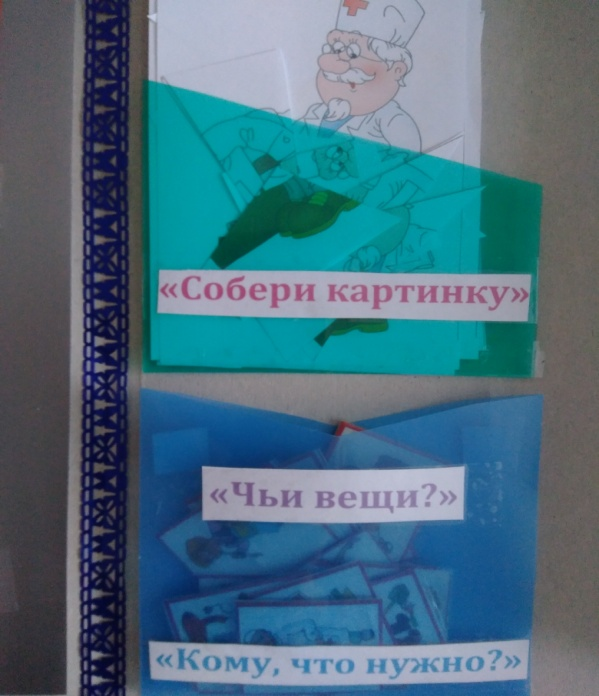 «Собери картинку»
«Чьи вещи?»
«Кому, что нужно?»